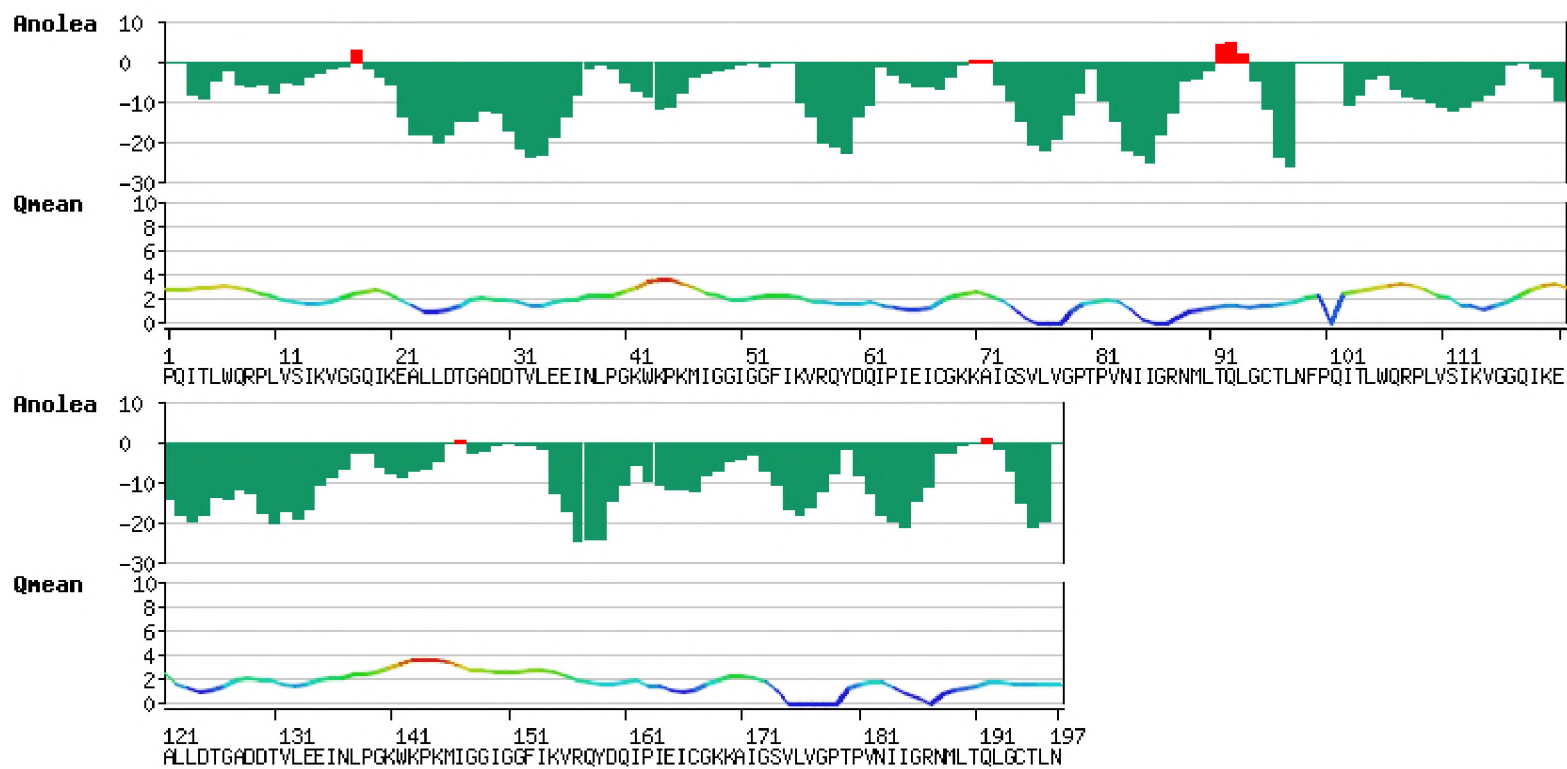 Anolea
10
0
-10
-20
-30
Qmean
10
8
6
4
2
0
1 11 21 31 41 51 61 71 81 91 101 111
PQITLWQRPLVSIKVGGQIKEALLDTGADDTVLEEINLPGKWKPKMIGGIGGFIKVRQYDQIPIEICGKKAIGSVLVGPTPVNIIGRNMLTQLGCTLNFPQITLWQRPLVSIKVGGQIKE
Anolea
10
0
-10
-20
-30
Qmean
10
8
6
4
2
0
121 131 141 151 161 171 181 191 197
ALLDTGADDTVLEEINLPGKWKPKMIGGIGGFIKVRQYDQIPIEICGKKAIGSVLVGPTPVNIIGRNMLTQLGCTLN